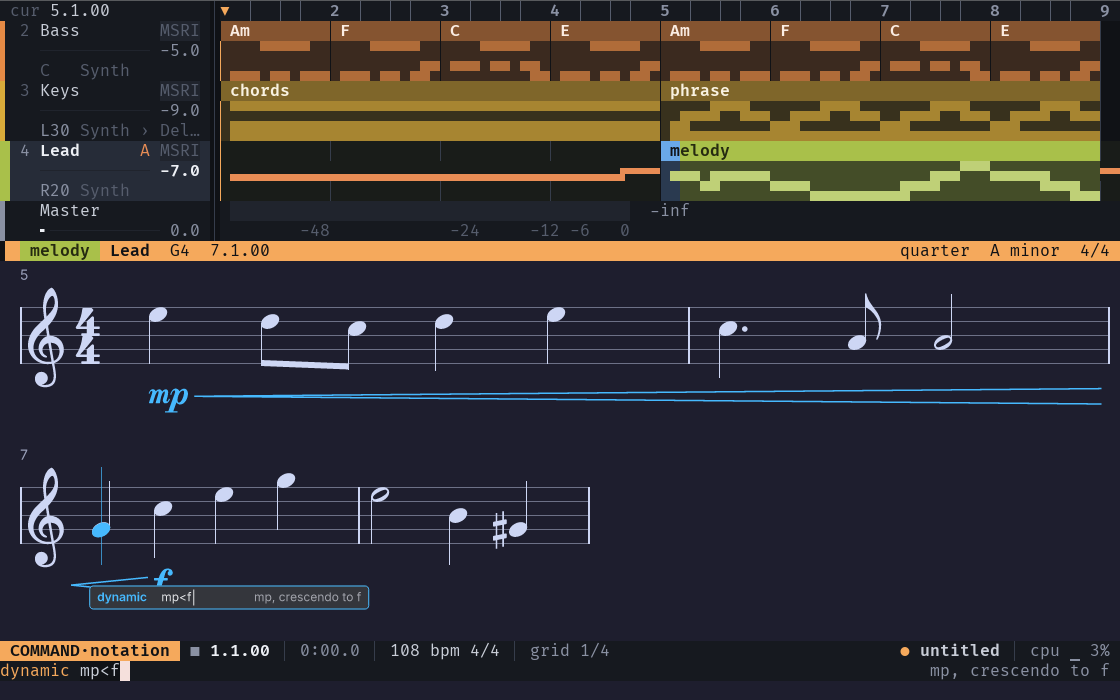 cur 5.1.00 2 3 4 5 6 7 8 9
2 Bass MSRI Am F C E Am F C E
-5.0
C Synth
3 Keys MSRI chords phrase
-9.0
L30 Synth › Del…
4 Lead A MSRI melody
-7.0
R20 Synth
Master -inf
0.0 -48 -24 -12 -6 0
melody Lead G4 7.1.00 quarter A minor 4/4
5
4
4
mp
7
f
dynamic mp<f mp, crescendo to f
COMMAND·notation 1.1.00 0:00.0 108 bpm 4/4 grid 1/4 untitled cpu _ 3%
dynamic mp<f mp, crescendo to f